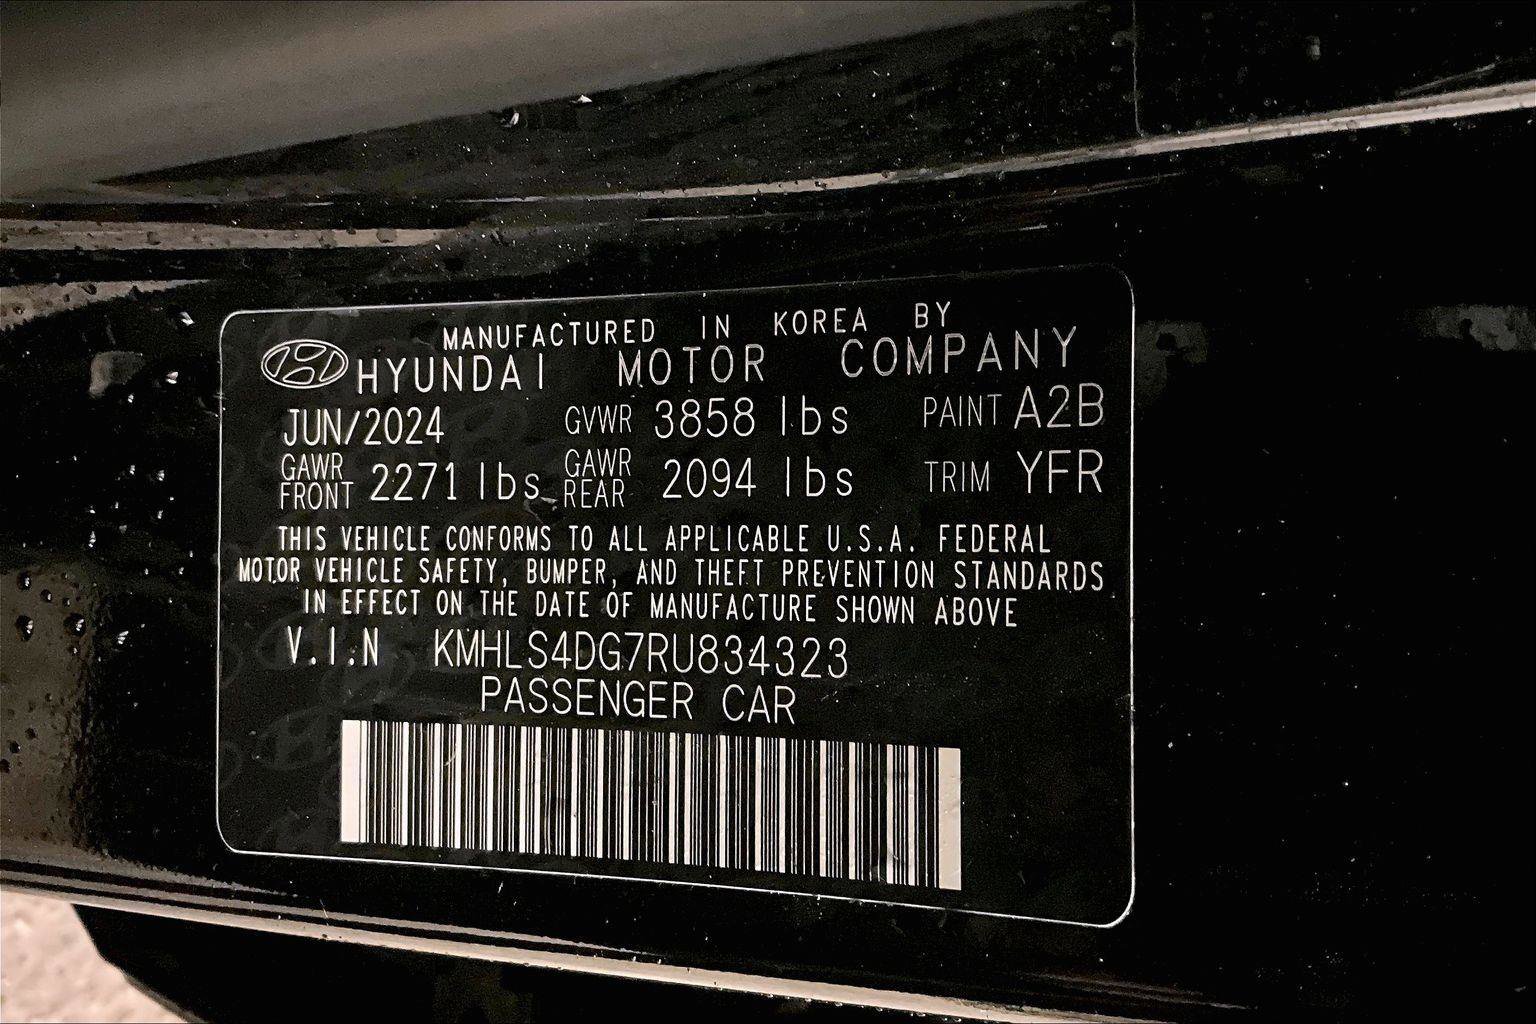 MANUFACTURED IN KOREA BY
HYUNDAI MOTOR COMPANY
JUN/2024 GVWR 3858 lbs PAINT A2B
GAWR FRONT 2271 lbs GAWR REAR 2094 lbs TRIM YFR
THIS VEHICLE CONFORMS TO ALL APPLICABLE U.S.A. FEDERAL
MOTOR VEHICLE SAFETY, BUMPER, AND THEFT PREVENTION STANDARDS
IN EFFECT ON THE DATE OF MANUFACTURE SHOWN ABOVE
V.I.N KMHLS4DG7RU834323
PASSENGER CAR